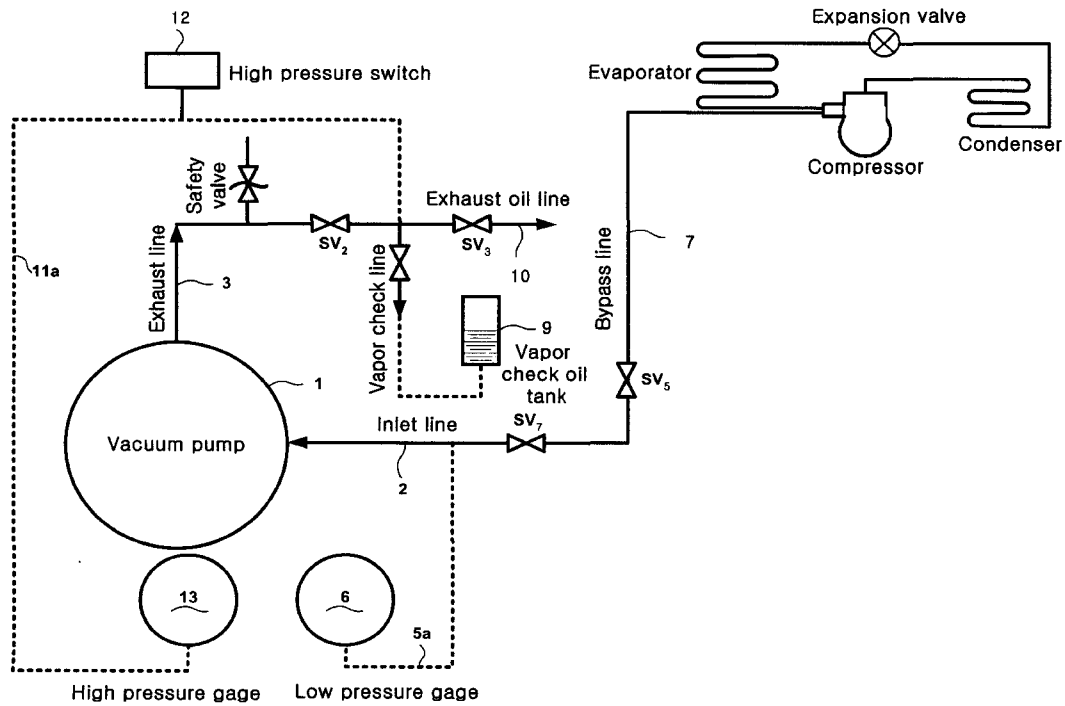 12
Expansion valve
High pressure switch
Evaporator
Condenser
Compressor
Safety
valve
Exhaust oil line
SV2
SV3
10
7
11a
Exhaust line
3
Vapor check line
Bypass line
9
Vapor
check oil
tank
1
SV5
Inlet line
SV7
Vacuum pump
2
13
6
5a
High pressure gage
Low pressure gage